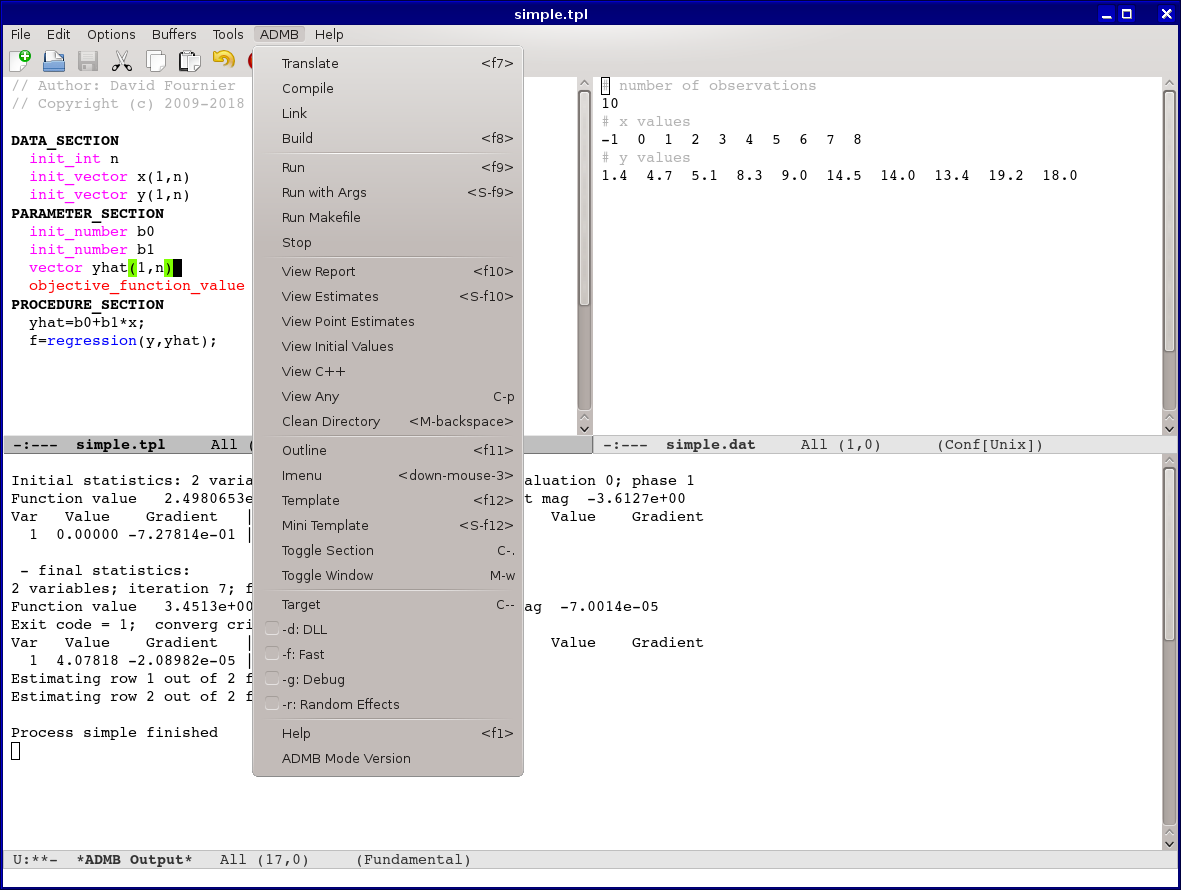 simple.tpl
File Edit Options Buffers Tools ADMB Help
// Author: David Fournier
// Copyright (c) 2009-2018
DATA_SECTION
init_int n
init_vector x(1,n)
init_vector y(1,n)
PARAMETER_SECTION
init_number b0
init_number b1
vector yhat(1,n)
objective_function_value
PROCEDURE_SECTION
yhat=b0+b1*x;
f=regression(y,yhat);
-:--- simple.tpl All (
Translate <f7>
Compile
Link
Build <f8>
Run <f9>
Run with Args <S-f9>
Run Makefile
Stop
View Report <f10>
View Estimates <S-f10>
View Point Estimates
View Initial Values
View C++
View Any C-p
Clean Directory <M-backspace>
Outline <f11>
Imenu <down-mouse-3>
Template <f12>
Mini Template <S-f12>
Toggle Section C-.
Toggle Window M-w
Target C--
-d: DLL
-f: Fast
-g: Debug
-r: Random Effects
Help <f1>
ADMB Mode Version
# number of observations
10
# x values
-1 0 1 2 3 4 5 6 7 8
# y values
1.4 4.7 5.1 8.3 9.0 14.5 14.0 13.4 19.2 18.0
-:--- simple.dat All (1,0) (Conf[Unix])
Initial statistics: 2 varia aluation 0; phase 1
Function value 2.4980653e t mag -3.6127e+00
Var Value Gradient | Value Gradient
1 0.00000 -7.27814e-01 |
- final statistics:
2 variables; iteration 7; f
Function value 3.4513e+00 ag -7.0014e-05
Exit code = 1; converg cri
Var Value Gradient | Value Gradient
1 4.07818 -2.08982e-05 |
Estimating row 1 out of 2 f
Estimating row 2 out of 2 f
Process simple finished
U:**- *ADMB Output* All (17,0) (Fundamental)